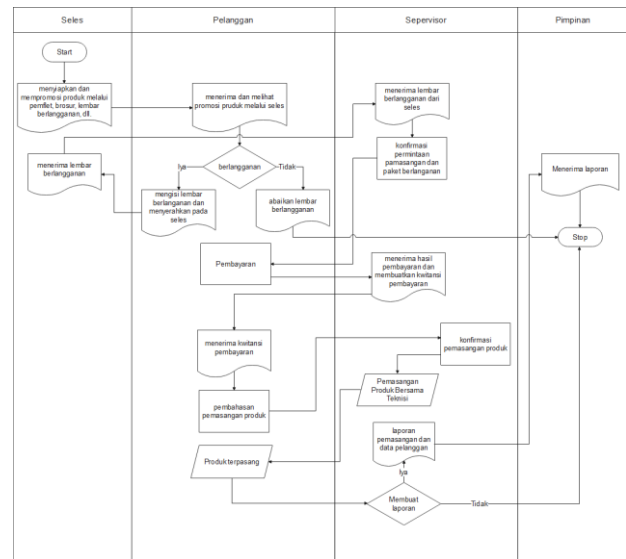 Seles
Pelanggan
Sepervisor
Pimpinan
Start
menyiapkan dan
mempromosi produk melalui
pemflet, brosur, lembar
berlangganan, dll.
menerima dan melihat
promosi pruduk melalui seles
menerima lembar
berlangganan dari
seles
konfirmasi
permintaan
pamasangan dan
paket berlanganan
menerima lembar
berlangganan
Iya
berlangganan
Tidak
mengisi lembar
berlanganan dan
menyerahkan pada
seles
abaikan lembar
berlangganan
Menerima laporan
Stop
Pembayaran
menerima hasil
pembayaran dan
membuatkan kwitansi
pembayaran
menerima kwitansi
pembayaran
konfirmasi
pemasangan produk
pembahasan
pemasangan produk
Pemasangan
Produk Bersama
Teknisi
Produk terpasang
laporan
pemasangan dan
data pelanggan
Iya
Membuat
laporan
Tidak